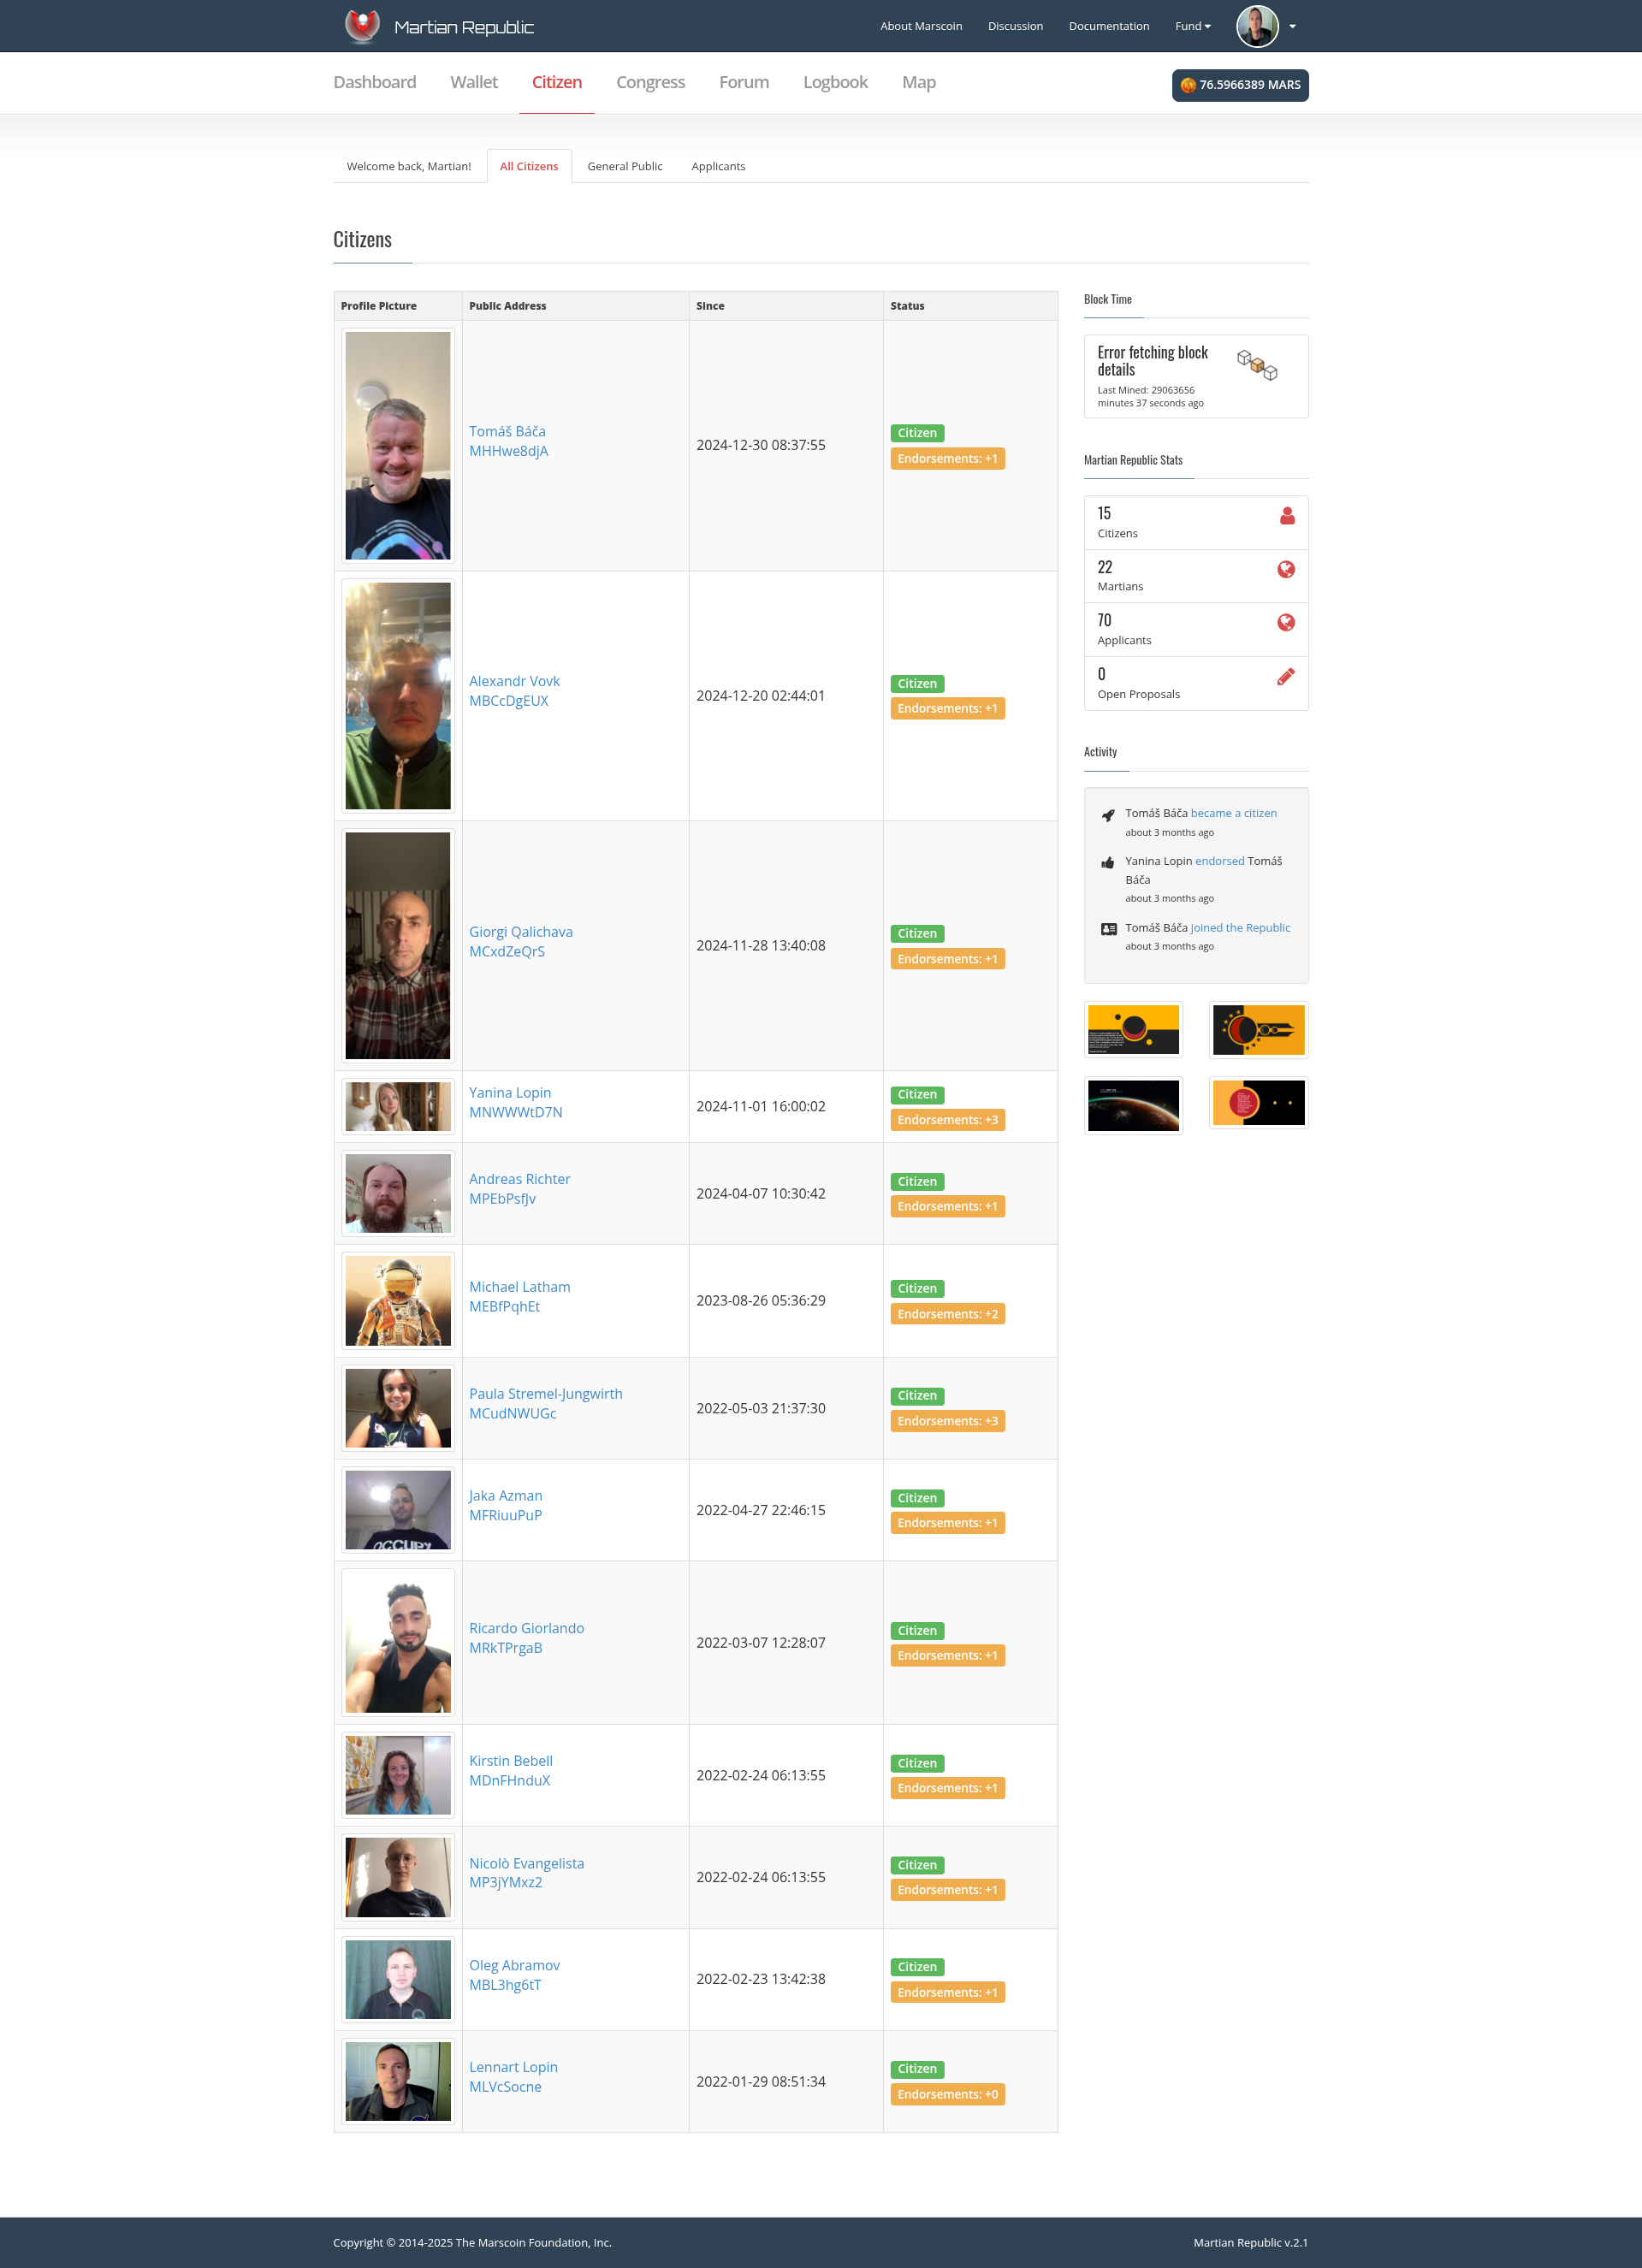 Martian Republic
About Marscoin
Discussion
Documentation
Fund
Dashboard
Wallet
Citizen
Congress
Forum
Logbook
Map
76.5966389 MARS
Welcome back, Martian!
All Citizens
General Public
Applicants
Citizens
Profile Picture
Public Address
Since
Status
Tomáš Báča
MHHwe8djA
2024-12-30 08:37:55
Citizen
Endorsements: +1
Alexandr Vovk
MBCcDgEUX
2024-12-20 02:44:01
Citizen
Endorsements: +1
Giorgi Qalichava
MCxdZeQrS
2024-11-28 13:40:08
Citizen
Endorsements: +1
Yanina Lopin
MNWWWtD7N
2024-11-01 16:00:02
Citizen
Endorsements: +3
Andreas Richter
MPEbPsfJv
2024-04-07 10:30:42
Citizen
Endorsements: +1
Michael Latham
MEBfPqhEt
2023-08-26 05:36:29
Citizen
Endorsements: +2
Paula Stremel-Jungwirth
MCudNWUGc
2022-05-03 21:37:30
Citizen
Endorsements: +3
Jaka Azman
MFRiuuPuP
2022-04-27 22:46:15
Citizen
Endorsements: +1
OCCUPY
Ricardo Giorlando
MRkTPrgaB
2022-03-07 12:28:07
Citizen
Endorsements: +1
Kirstin Bebell
MDnFHnduX
2022-02-24 06:13:55
Citizen
Endorsements: +1
Nicolò Evangelista
MP3jYMxz2
2022-02-24 06:13:55
Citizen
Endorsements: +1
Oleg Abramov
MBL3hg6tT
2022-02-23 13:42:38
Citizen
Endorsements: +1
Lennart Lopin
MLVcSocne
2022-01-29 08:51:34
Citizen
Endorsements: +0
Block Time
Error fetching block
details
Last Mined: 29063656
minutes 37 seconds ago
Martian Republic Stats
15
Citizens
22
Martians
70
Applicants
0
Open Proposals
Activity
Tomáš Báča became a citizen
about 3 months ago
Yanina Lopin endorsed Tomáš
Báča
about 3 months ago
Tomáš Báča joined the Republic
about 3 months ago
Copyright © 2014-2025 The Marscoin Foundation, Inc.
Martian Republic v.2.1